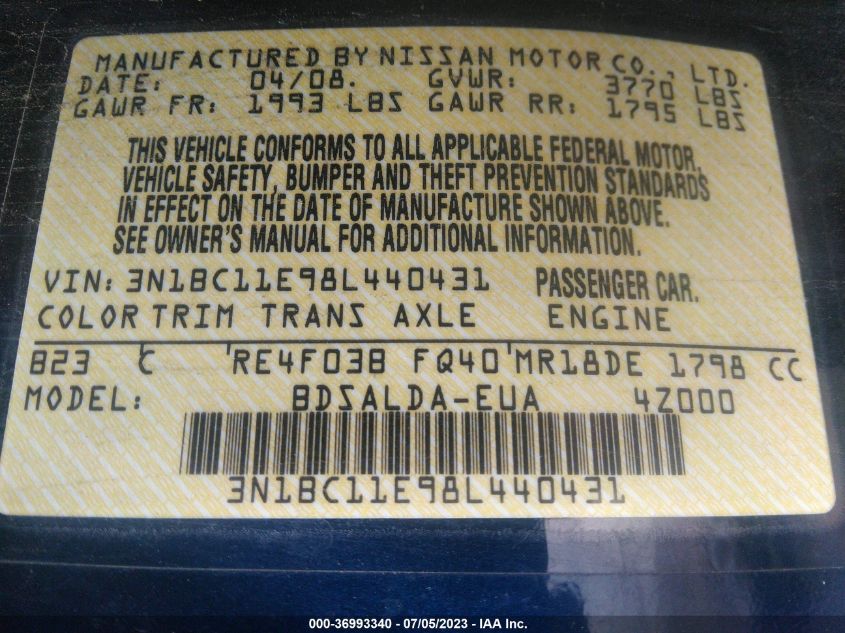 MANUFACTURED BY NISSAN MOTOR CO., LTD.
DATE: 04/08. GVWR: 3770 LBS
GAWR FR: 1993 LBS GAWR RR: 1795 LBS
THIS VEHICLE CONFORMS TO ALL APPLICABLE FEDERAL MOTOR
VEHICLE SAFETY, BUMPER AND THEFT PREVENTION STANDARDS
IN EFFECT ON THE DATE OF MANUFACTURE SHOWN ABOVE.
SEE OWNER'S MANUAL FOR ADDITIONAL INFORMATION.
VIN: 3N1BC11E98L440431 PASSENGER CAR.
COLOR TRIM TRANS AXLE ENGINE
B23 C RE4F03B FQ40 MR18DE 1798 CC
MODEL: BDSALDA-EUA 4Z000
3N1BC11E98L440431
000-36993340 - 07/05/2023 - IAA Inc.